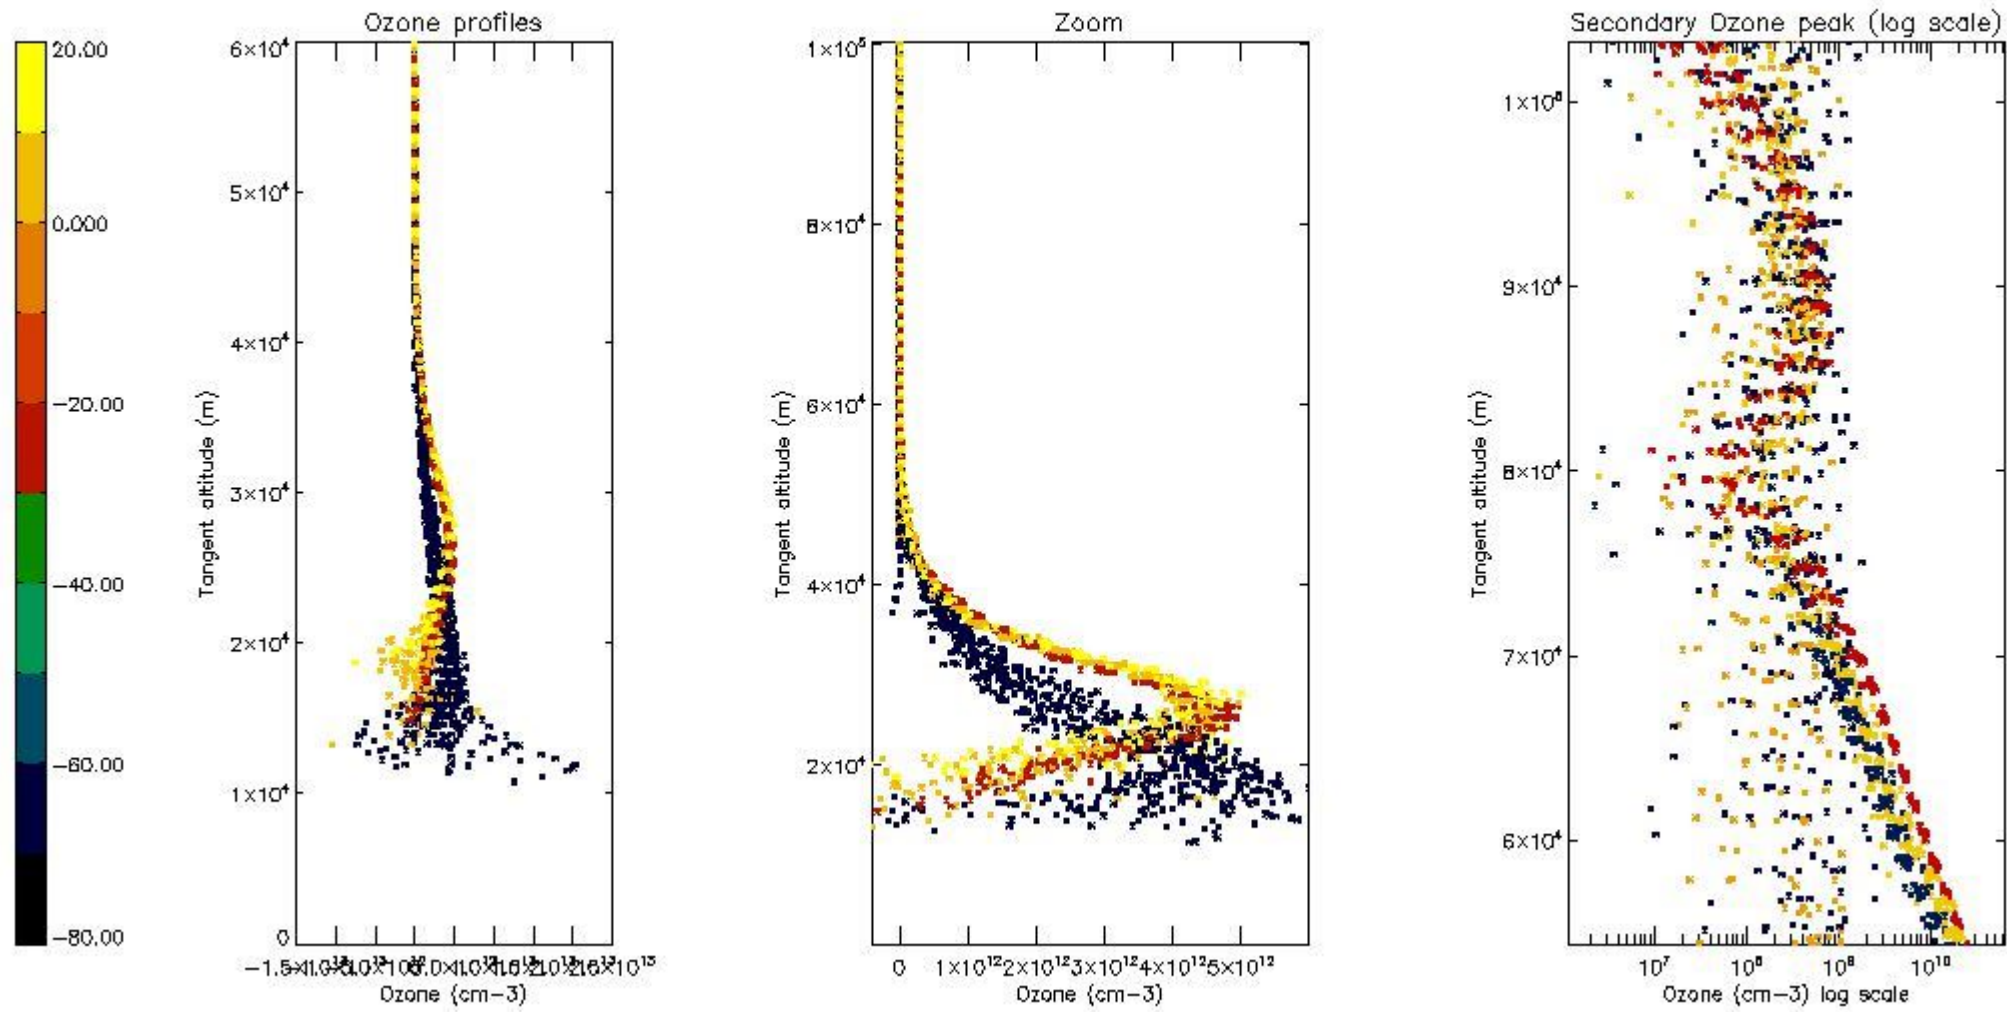 Ozone profiles
Zoom
Secondary Ozone peak (log scale)
20.00
0.000
−20.00
−40.00
−60.00
−80.00
6×10⁴
5×10⁴
4×10⁴
3×10⁴
2×10⁴
1×10⁴
0
Tangent altitude (m)
Ozone (cm−3)
1×10⁵
8×10⁴
6×10⁴
4×10⁴
2×10⁴
Tangent altitude (m)
0 1×10¹² 2×10¹² 3×10¹² 4×10¹² 5×10¹²
Ozone (cm−3)
9×10⁴
8×10⁴
7×10⁴
6×10⁴
Tangent altitude (m)
10⁷ 10⁸ 10⁹ 10¹⁰
Ozone (cm−3) log scale